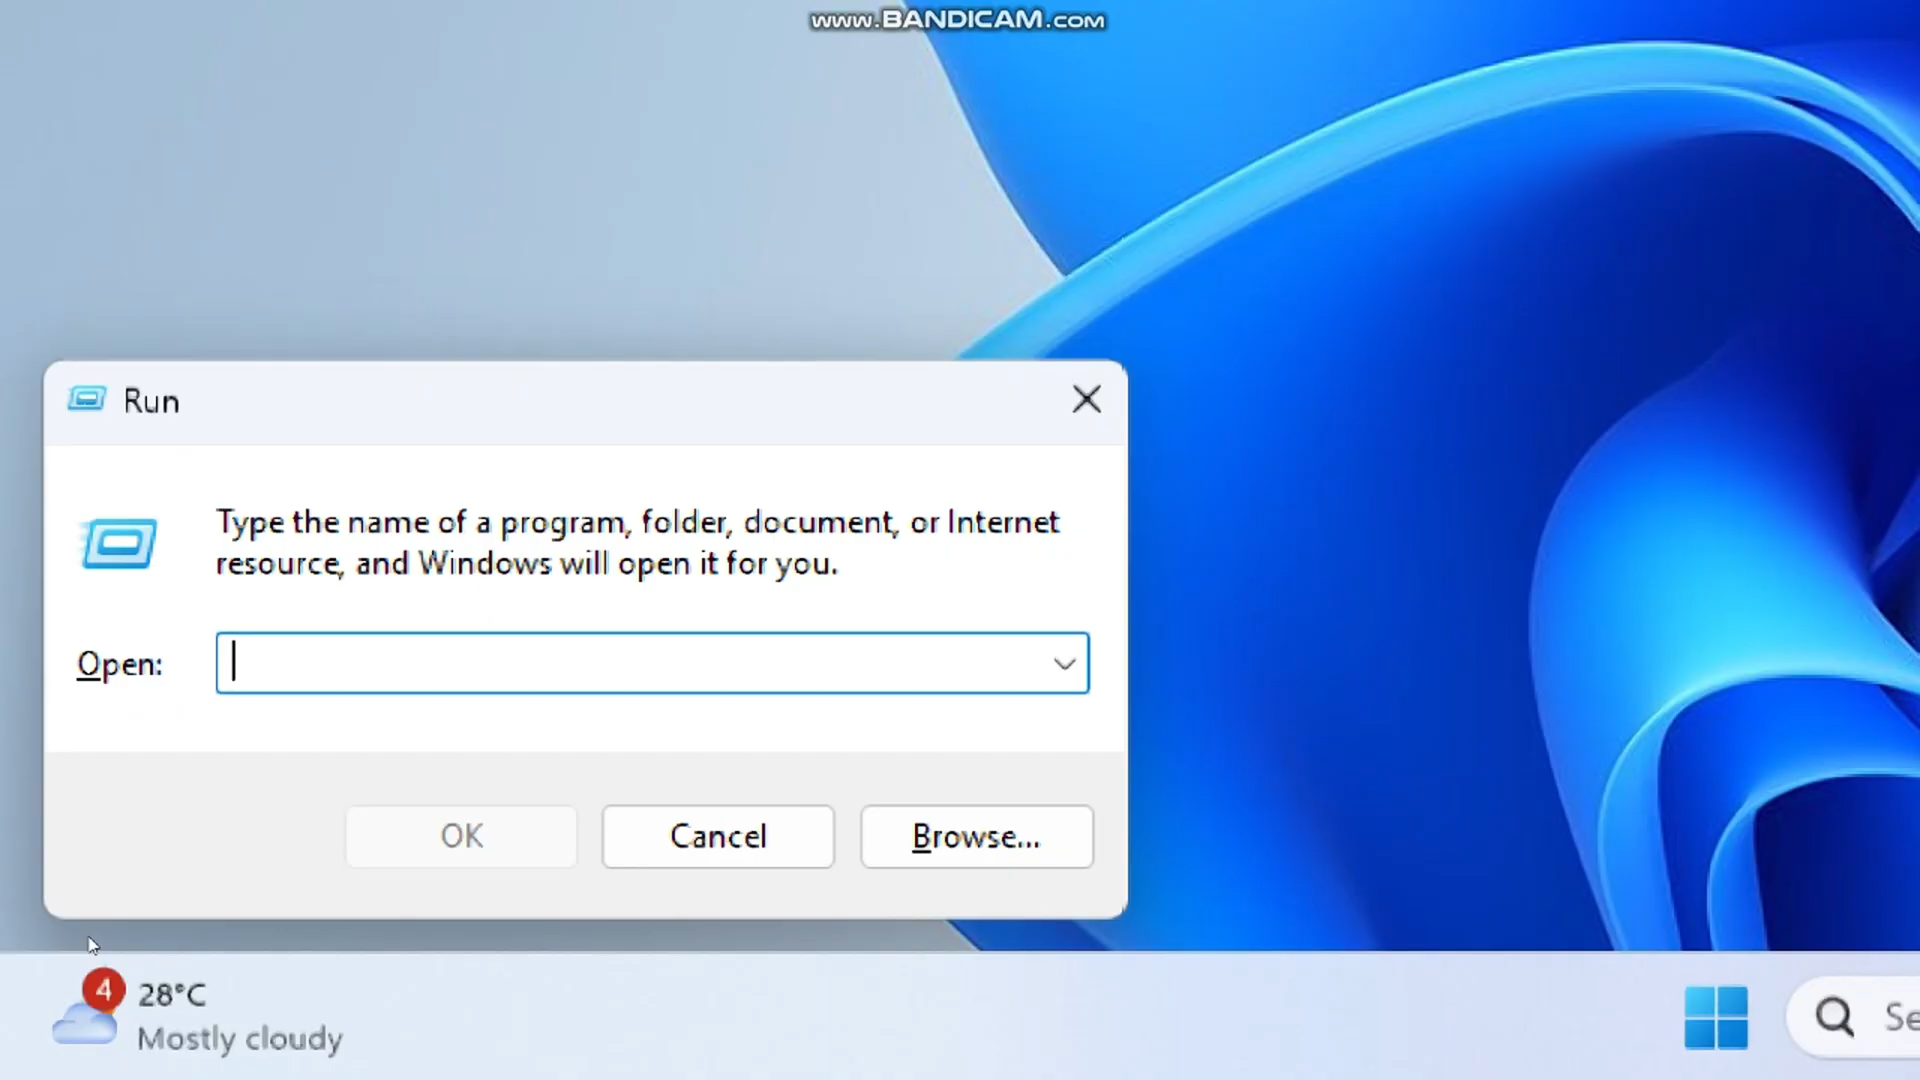 www.BANDICAM.com
Run
Type the name of a program, folder, document, or Internet
resource, and Windows will open it for you.
Open:
OK
Cancel
Browse...
4
28°C
Mostly cloudy
Se